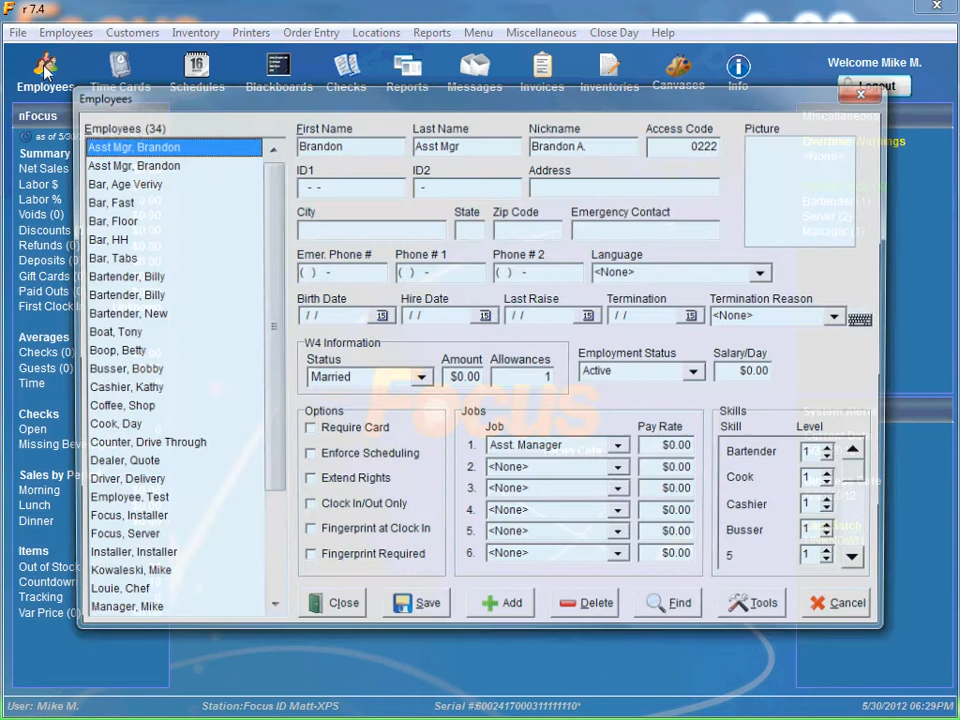 r 7.4
File Employees Customers Inventory Printers Order Entry Locations Reports Menu Miscellaneous Close Day Help
Welcome Mike M.
Employees Time Cards Schedules Blackboards Checks Reports Messages Invoices Inventories Canvases Info
Logout
nFocus
as of 5/30/
Summary
Net Sales
Labor $
Labor %
Voids (0)
Discounts
Refunds (0)
Deposits (0)
Gift Cards
Paid Outs (0)
First Clock In
Averages
Checks (0)
Guests (0)
Time
Checks
Open
Missing Bev
Sales by Pe
Morning
Lunch
Dinner
Items
Out of Stock
Countdown
Tracking
Var Price (0)
Employees
Employees (34)
Asst Mgr, Brandon
Asst Mgr, Brandon
Bar, Age Verivy
Bar, Fast
Bar, Floor
Bar, HH
Bar, Tabs
Bartender, Billy
Bartender, Billy
Bartender, New
Boat, Tony
Boop, Betty
Busser, Bobby
Cashier, Kathy
Coffee, Shop
Cook, Day
Counter, Drive Through
Dealer, Quote
Driver, Delivery
Employee, Test
Focus, Installer
Focus, Server
Installer, Installer
Kowaleski, Mike
Louie, Chef
Manager, Mike
First Name Last Name Nickname Access Code Picture
Brandon Asst Mgr Brandon A. 0222
ID1 ID2 Address
- - -
City State Zip Code Emergency Contact
Emer. Phone # Phone # 1 Phone # 2 Language
( ) - ( ) - ( ) - <None>
Birth Date Hire Date Last Raise Termination Termination Reason
/ / 15 / / 15 / / 15 / / 15 <None>
W4 Information
Status Amount Allowances Employment Status Salary/Day
Married $0.00 1 Active $0.00
Options
Require Card
Enforce Scheduling
Extend Rights
Clock In/Out Only
Fingerprint at Clock In
Fingerprint Required
Jobs
Job Pay Rate
1. Asst. Manager $0.00
2. <None> $0.00
3. <None> $0.00
4. <None> $0.00
5. <None> $0.00
6. <None> $0.00
Skills
Skill Level
Bartender 1
Cook 1
Cashier 1
Busser 1
5 1
Close Save Add Delete Find Tools Cancel
Miscellaneous
Overtime Warnings
<None>
Bartender (1)
Server (2)
Manager (1)
Focus
User: Mike M. Station:Focus ID Matt-XPS Serial #:6002417000311111110* 5/30/2012 06:29PM